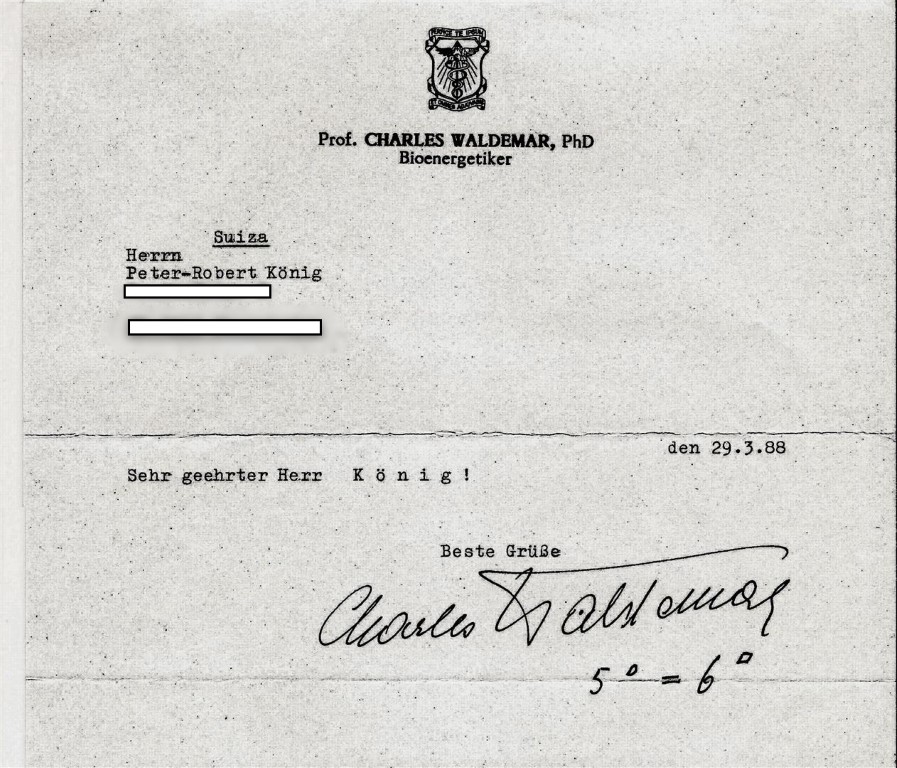 Prof. CHARLES WALDEMAR, PhD
Bioenergetiker
Suiza
Herrn
Peter-Robert König
den 29.3.88
Sehr geehrter Herr K ö n i g !
Beste Grüße
Charles Waldemar
5° = 6□